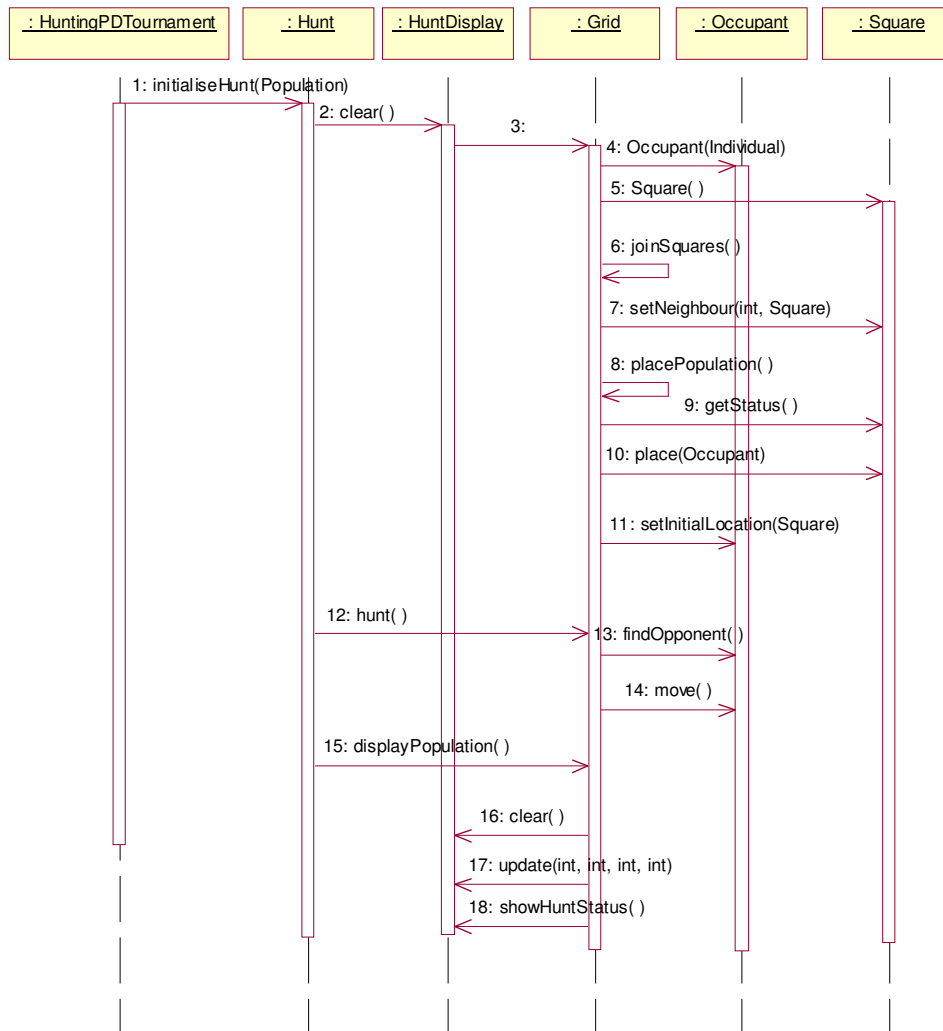 : HuntingPDTournament
: Hunt
: HuntDisplay
: Grid
: Occupant
: Square
1: initialiseHunt(Population)
2: clear( )
3:
4: Occupant(Individual)
5: Square( )
6: joinSquares( )
7: setNeighbour(int, Square)
8: placePopulation( )
9: getStatus( )
10: place(Occupant)
11: setInitialLocation(Square)
12: hunt( )
13: findOpponent( )
14: move( )
15: displayPopulation( )
16: clear( )
17: update(int, int, int, int)
18: showHuntStatus( )